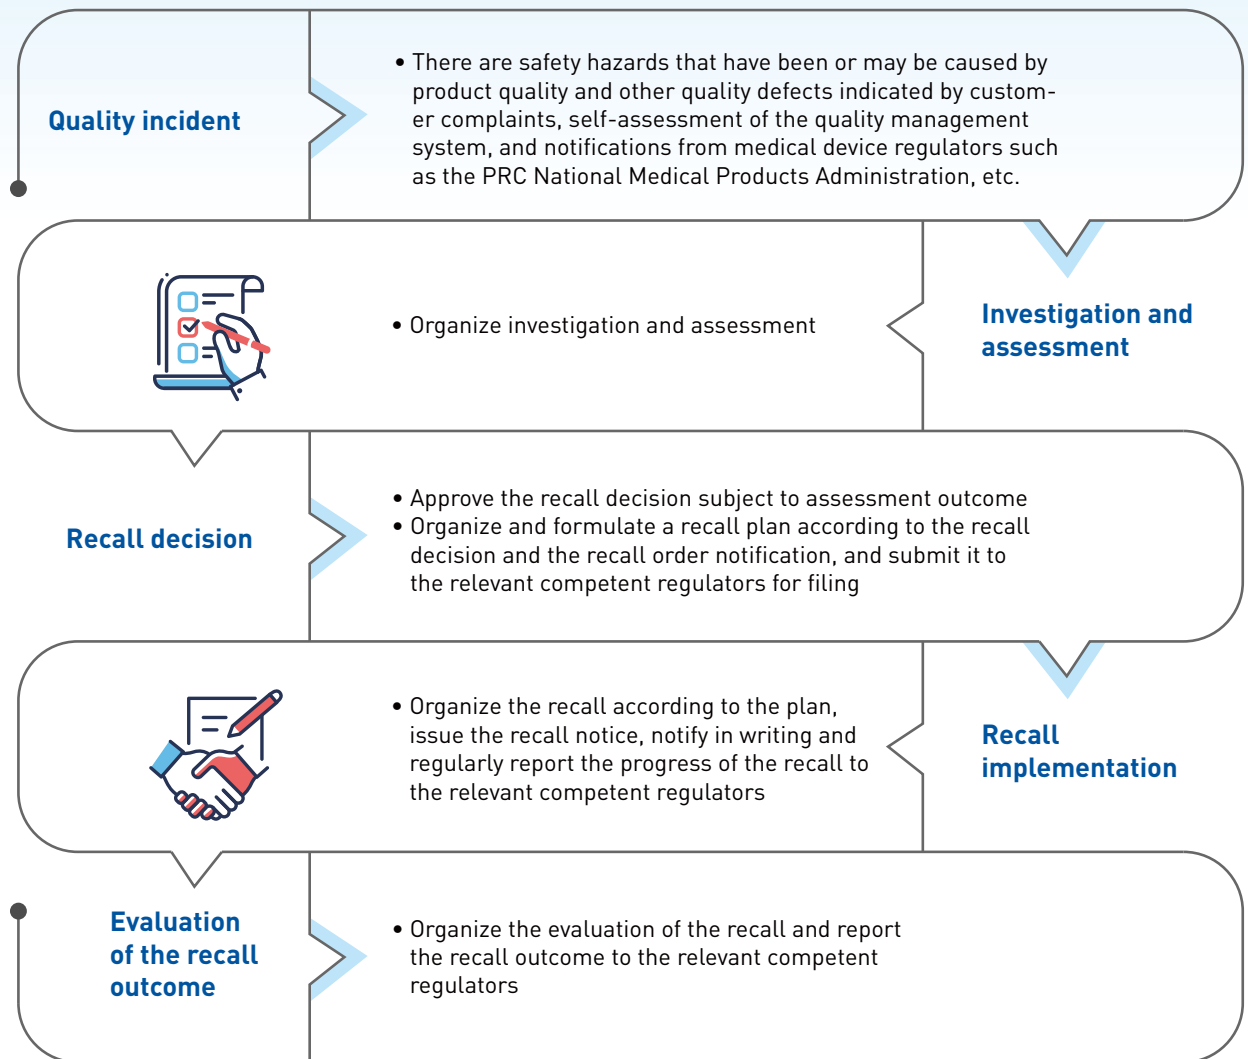 Quality incident
• There are safety hazards that have been or may be caused by
product quality and other quality defects indicated by custom-
er complaints, self-assessment of the quality management
system, and notifications from medical device regulators such
as the PRC National Medical Products Administration, etc.
Investigation and
assessment
• Organize investigation and assessment
Recall decision
• Approve the recall decision subject to assessment outcome
• Organize and formulate a recall plan according to the recall
decision and the recall order notification, and submit it to
the relevant competent regulators for filing
Recall
implementation
• Organize the recall according to the plan,
issue the recall notice, notify in writing and
regularly report the progress of the recall to
the relevant competent regulators
Evaluation
of the recall
outcome
• Organize the evaluation of the recall and report
the recall outcome to the relevant competent
regulators